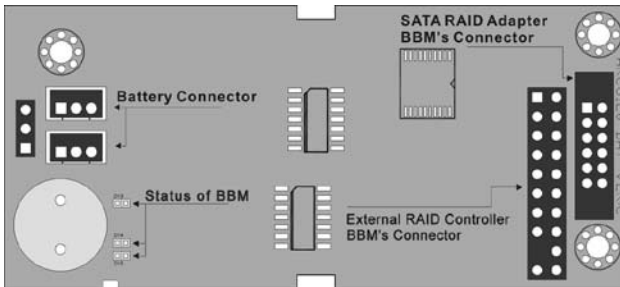 SATA RAID Adapter
BBM's Connector
Battery Connector
Status of BBM
External RAID Controller
BBM's Connector